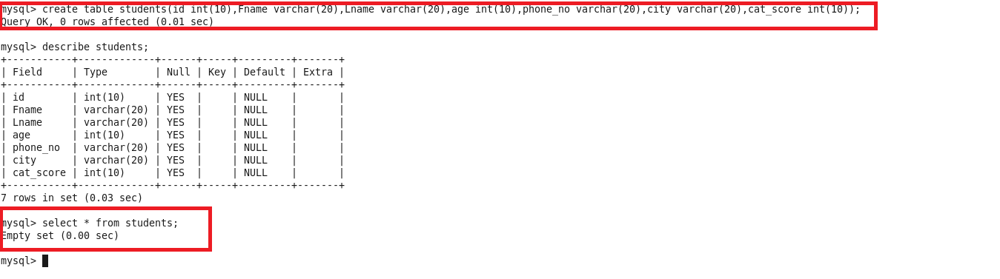 mysql> create table students(id int(10),Fname varchar(20),Lname varchar(20),age int(10),phone_no varchar(20),city varchar(20),cat_score int(10));
Query OK, 0 rows affected (0.01 sec)
mysql> describe students;
+-----------+-------------+------+-----+---------+-------+
| Field     | Type        | Null | Key | Default | Extra |
+-----------+-------------+------+-----+---------+-------+
| id        | int(10)     | YES  |     | NULL    |       |
| Fname     | varchar(20) | YES  |     | NULL    |       |
| Lname     | varchar(20) | YES  |     | NULL    |       |
| age       | int(10)     | YES  |     | NULL    |       |
| phone_no  | varchar(20) | YES  |     | NULL    |       |
| city      | varchar(20) | YES  |     | NULL    |       |
| cat_score | int(10)     | YES  |     | NULL    |       |
+-----------+-------------+------+-----+---------+-------+
7 rows in set (0.03 sec)
mysql> select * from students;
Empty set (0.00 sec)
mysql>